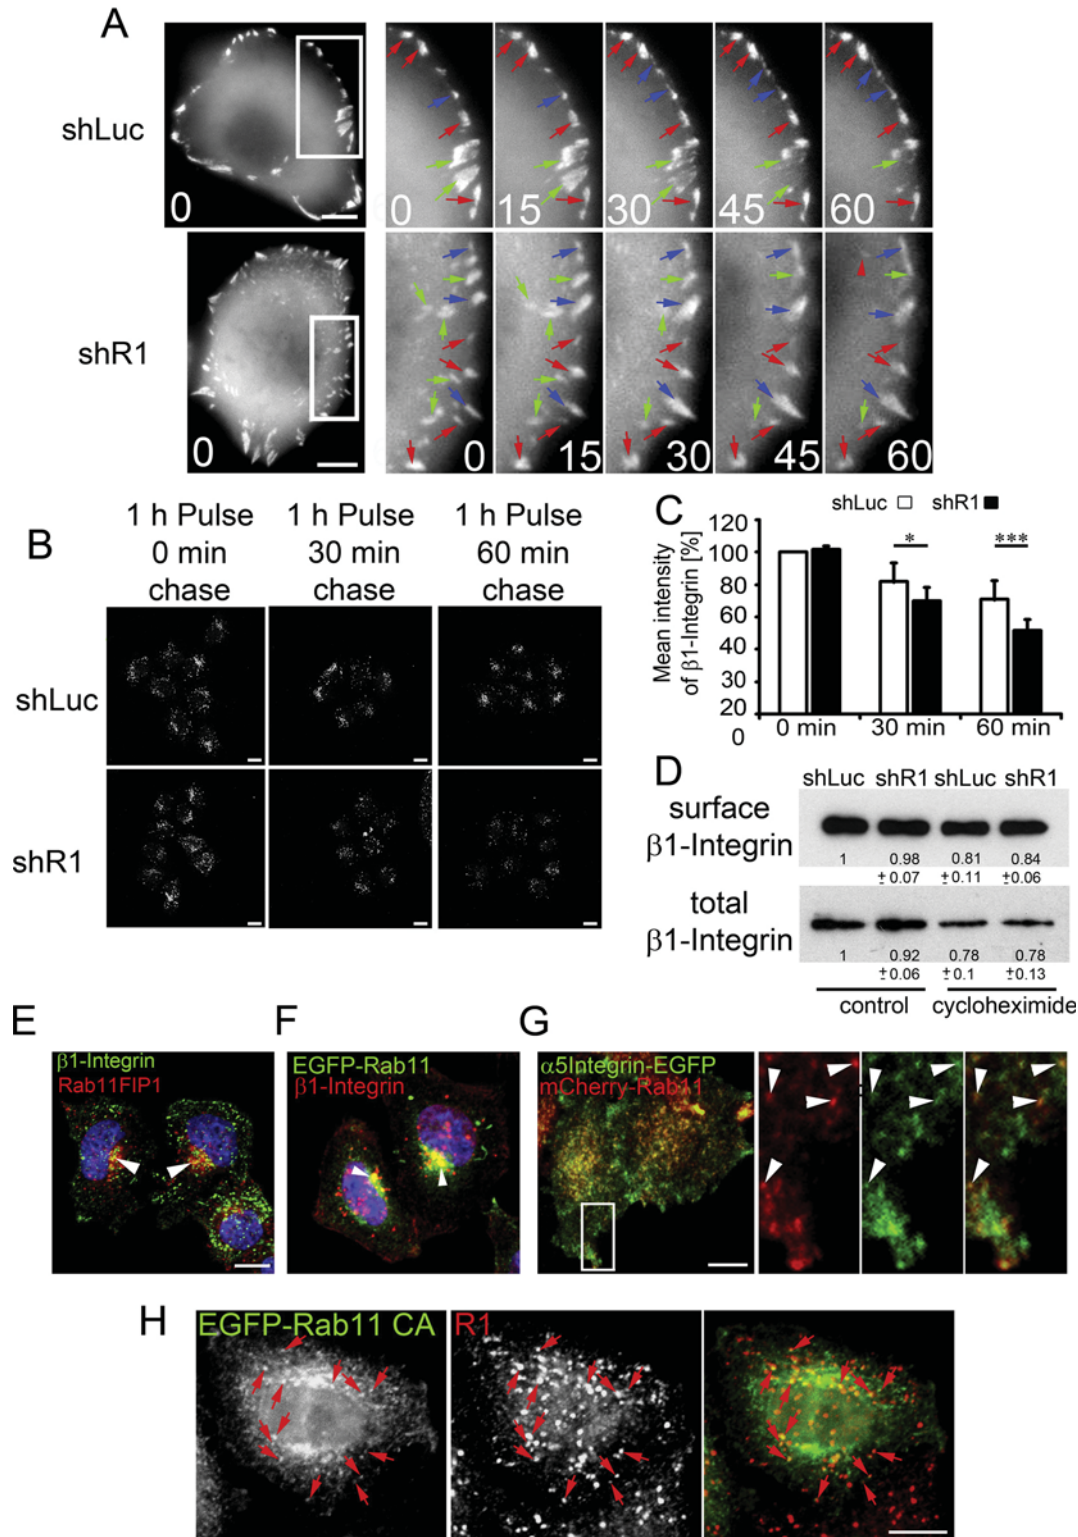 A
shLuc
0
0
15
30
45
60
shR1
0
0
15
30
45
60
B
1 h Pulse
0 min
chase
1 h Pulse
30 min
chase
1 h Pulse
60 min
chase
shLuc
shR1
C
shLuc
shR1
Mean intensity
of β1-Integrin [%]
120
100
80
60
40
20
0
*
***
0 min
30 min
60 min
D
shLuc shR1 shLuc shR1
surface
β1-Integrin
1 0.98 0.81 0.84
±0.07 ±0.11 ±0.06
total
β1-Integrin
1 0.92 0.78 0.78
±0.06 ±0.1 ±0.13
control cycloheximide
E
β1-Integrin
Rab11FIP1
F
EGFP-Rab11
β1-Integrin
G
α5Integrin-EGFP
mCherry-Rab11
H
EGFP-Rab11 CA
R1